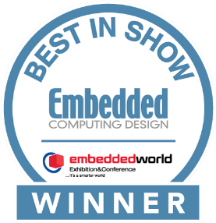 BEST IN SHOW
Embedded
COMPUTING DESIGN
embeddedworld
Exhibition&Conference
... it's a smarter world
WINNER